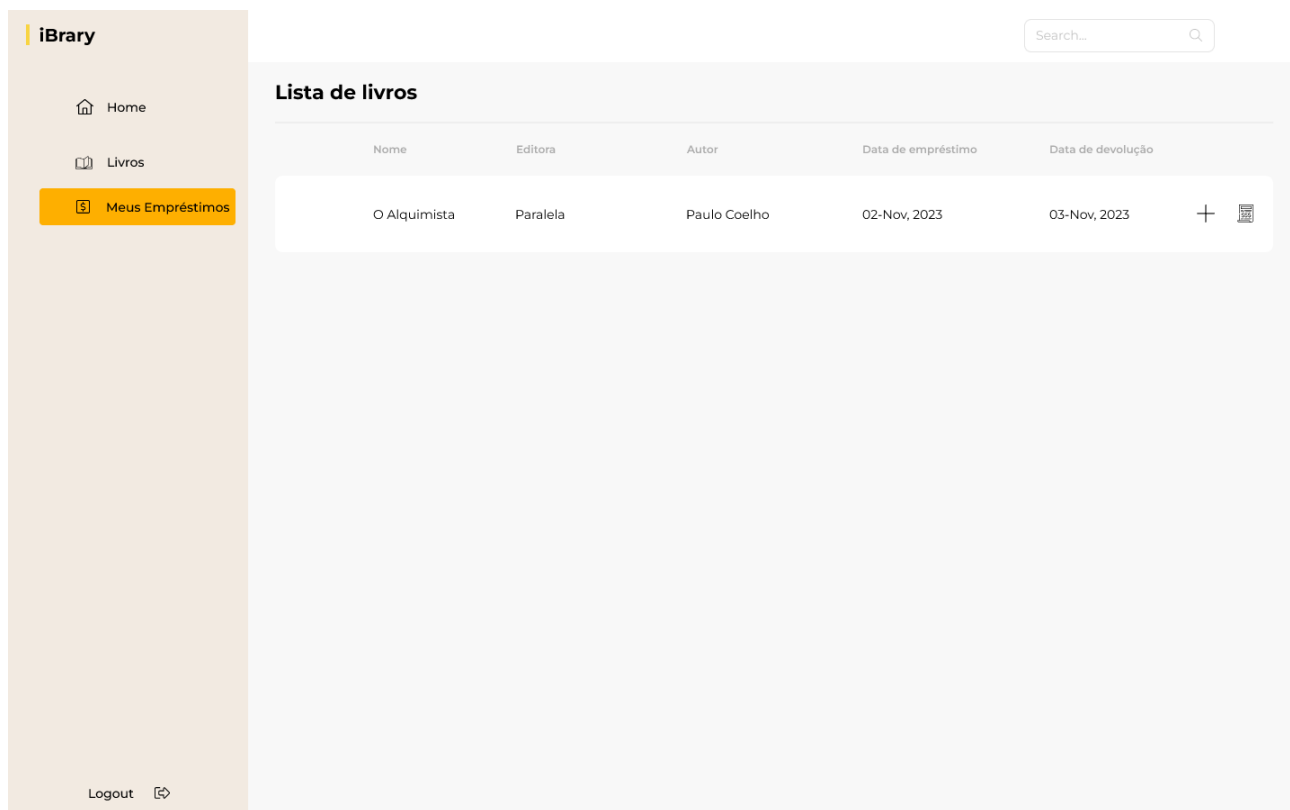 iBrary
Search...
Home
Livros
Meus Empréstimos
Logout
Lista de livros
Nome Editora Autor Data de empréstimo Data de devolução
O Alquimista Paralela Paulo Coelho 02-Nov, 2023 03-Nov, 2023